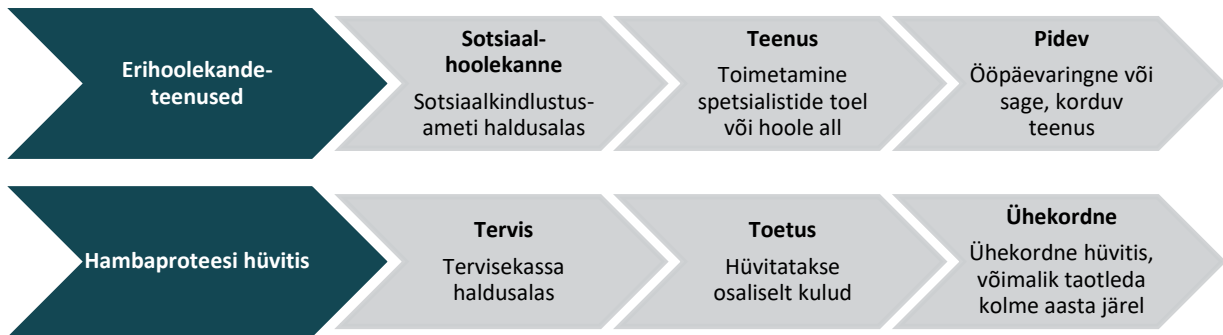 Erihoolekande-
teenused
Sotsiaal-
hoolekanne
Sotsiaalkindlustus-
ameti haldusalas
Teenus
Toimetamine
spetsialistide toel
või hoole all
Pidev
Ööpäevaringne või
sage, korduv
teenus
Hambaproteesi hüvitis
Tervis
Tervisekassa
haldusalas
Toetus
Hüvitatakse
osaliselt kulud
Ühekordne
Ühekordne hüvitis,
võimalik taotleda
kolme aasta järel